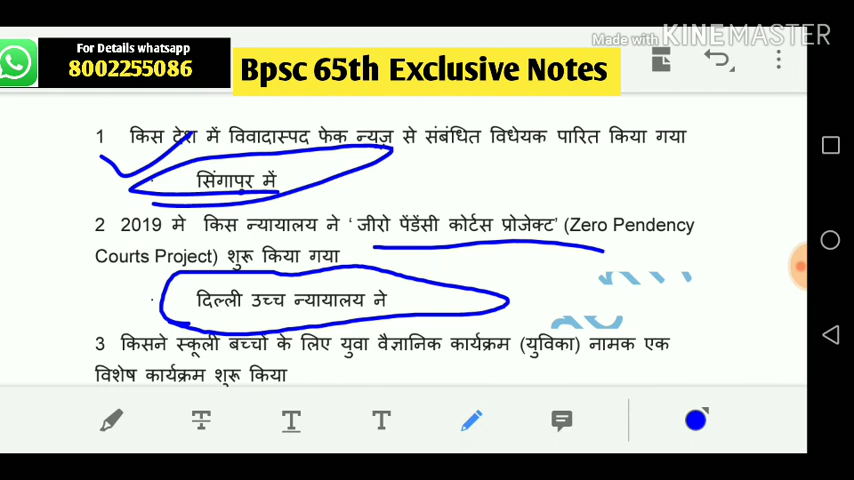 Made with KINEMASTER
For Details whatsapp
8002255086
Bpsc 65th Exclusive Notes
1 किस देश में विवादास्पद फेक न्यूज़ से संबंधित विधेयक पारित किया गया
सिंगापुर में
2 2019 मे किस न्यायालय ने ‘ जीरो पेंडेंसी कोर्टस प्रोजेक्ट’ (Zero Pendency
Courts Project) शुरू किया गया
दिल्ली उच्च न्यायालय ने
3 किसने स्कूली बच्चो के लिए युवा वैज्ञानिक कार्यक्रम (युविका) नामक एक
विशेष कार्यक्रम शुरू किया
T T T